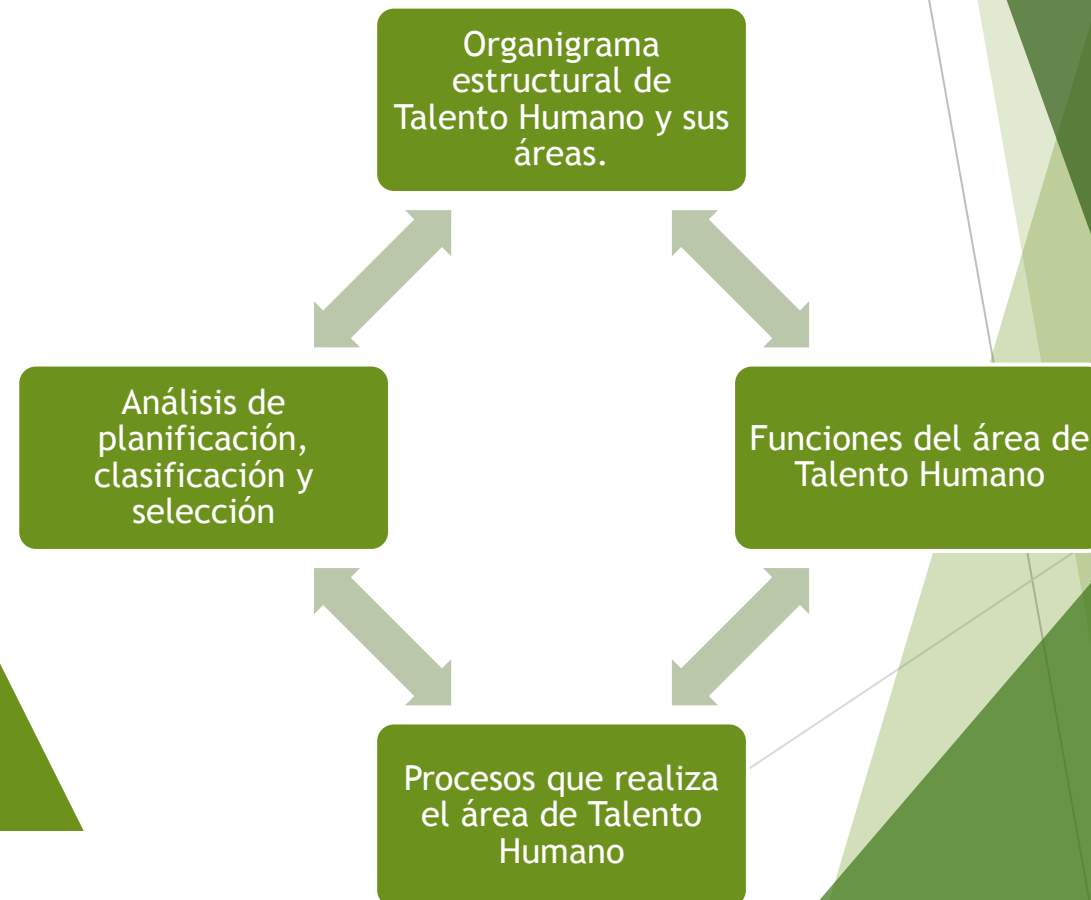 Organigrama
estructural de
Talento Humano y sus
áreas.
Análisis de
planificación,
clasificación y
selección
Funciones del área de
Talento Humano
Procesos que realiza
el área de Talento
Humano